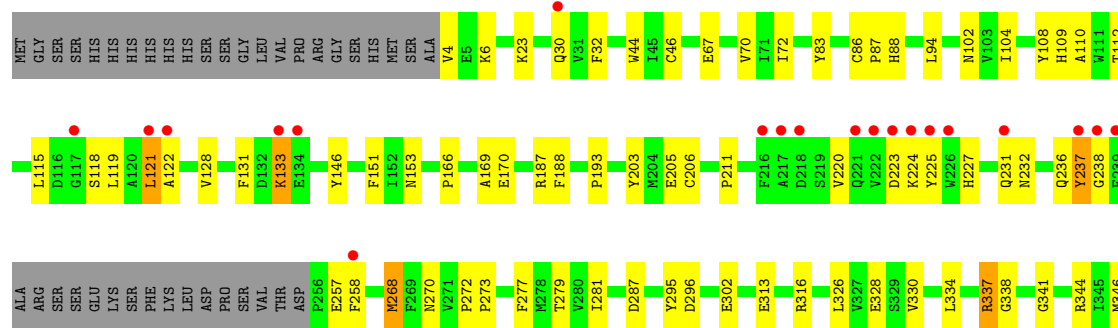 MET GLY SER SER HIS HIS HIS HIS HIS HIS SER SER GLY LEU VAL PRO ARG GLY SER HIS MET SER ALA V4 E5 K6 K23 Q30 V31 F32 W44 I45 C46 E67 V70 I71 I72 Y83 C86 P87 H88 L94 N102 V103 I104 Y108 H109 A110 W111 T112
L115 D116 G117 S118 L119 A120 L121 A122 V128 F131 D132 K133 E134 Y146 F151 I152 N153 P166 A169 E170 R187 F188 P193 Y203 M204 E205 C206 P211 F216 A217 D218 S219 V220 Q221 V222 D223 K224 Y225 W226 H227 Q231 N232 Q236 Y237 G238
ALA ARG SER SER GLU LYS SER PHE LYS LEU ASP PRO SER VAL THR ASP P256 E257 F258 M268 F269 N270 V271 P272 P273 F277 M278 T279 V280 I281 D287 Y295 D296 E302 E313 R316 L326 V327 E328 S329 V330 L334 R337 G338 G341 R344 I345